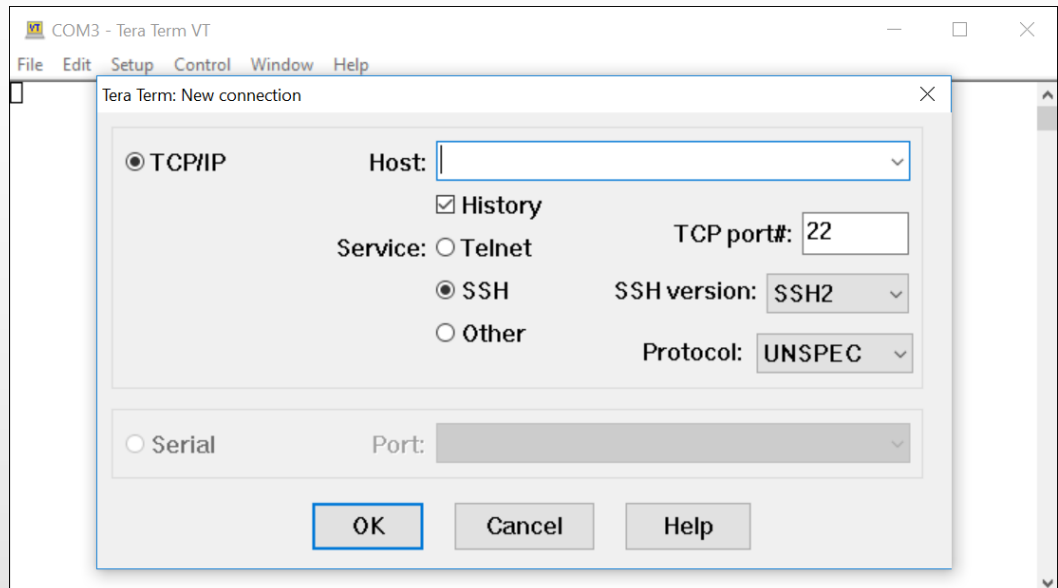 VT COM3 - Tera Term VT
File Edit Setup Control Window Help
Tera Term: New connection
TCP/IP Host:
History
TCP port#: 22
Service: Telnet
SSH SSH version: SSH2
Other
Protocol: UNSPEC
Serial Port:
OK Cancel Help